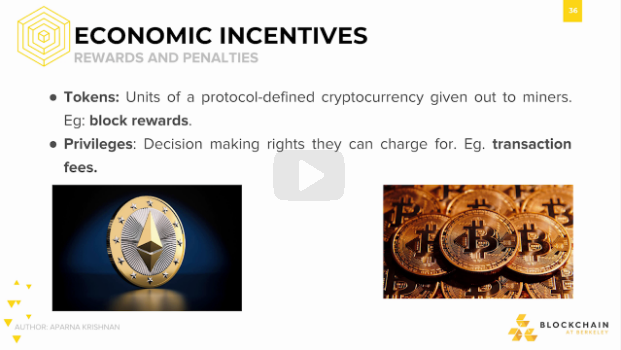 36
ECONOMIC INCENTIVES
REWARDS AND PENALTIES
● Tokens: Units of a protocol-defined cryptocurrency given out to miners.
Eg: block rewards.
● Privileges: Decision making rights they can charge for. Eg. transaction
fees.
AUTHOR: APARNA KRISHNAN
BLOCKCHAIN
AT BERKELEY